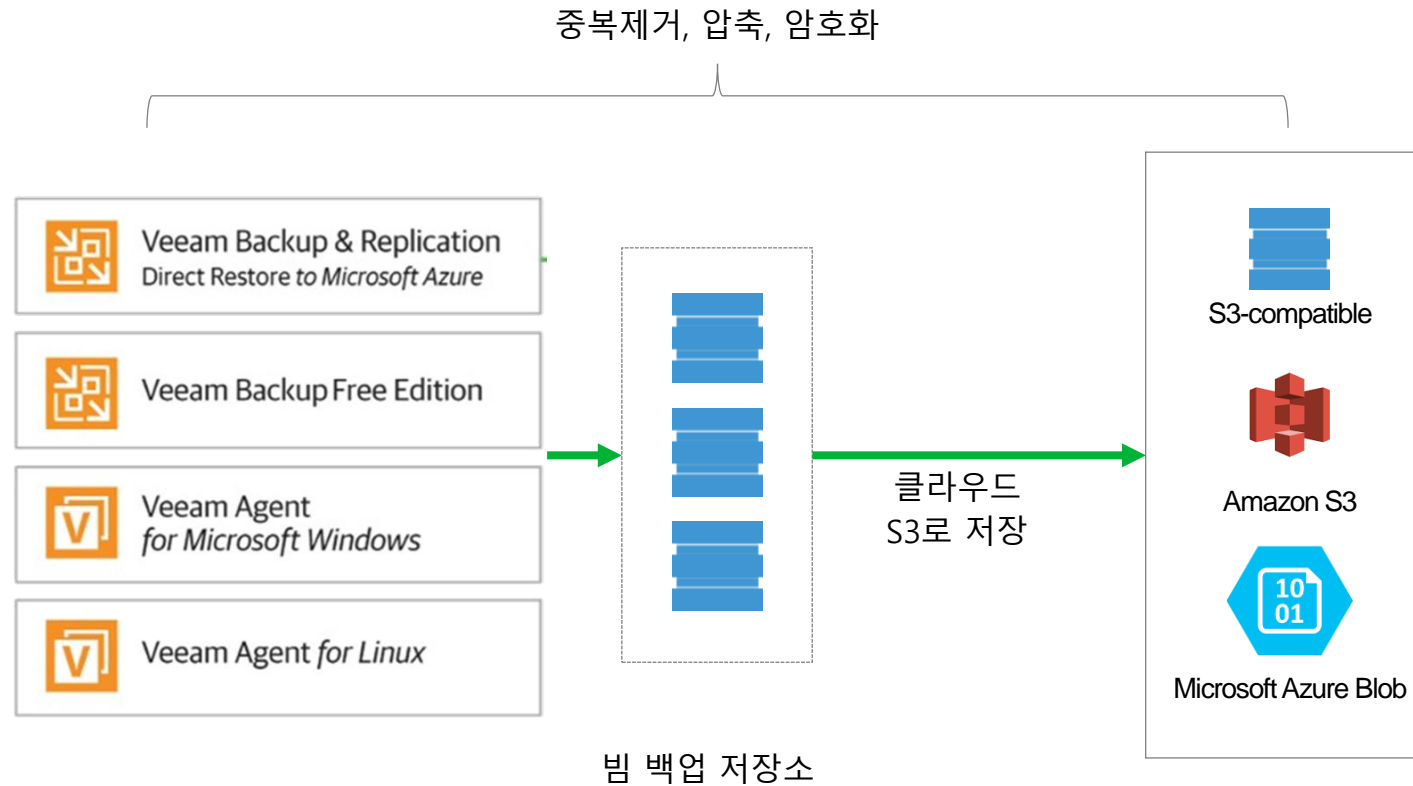 중복제거, 압축, 암호화
Veeam Backup & Replication
Direct Restore to Microsoft Azure
Veeam Backup Free Edition
V
Veeam Agent
for Microsoft Windows
V
Veeam Agent for Linux
빔 백업 저장소
클라우드
S3로 저장
S3-compatible
Amazon S3
10
01
Microsoft Azure Blob